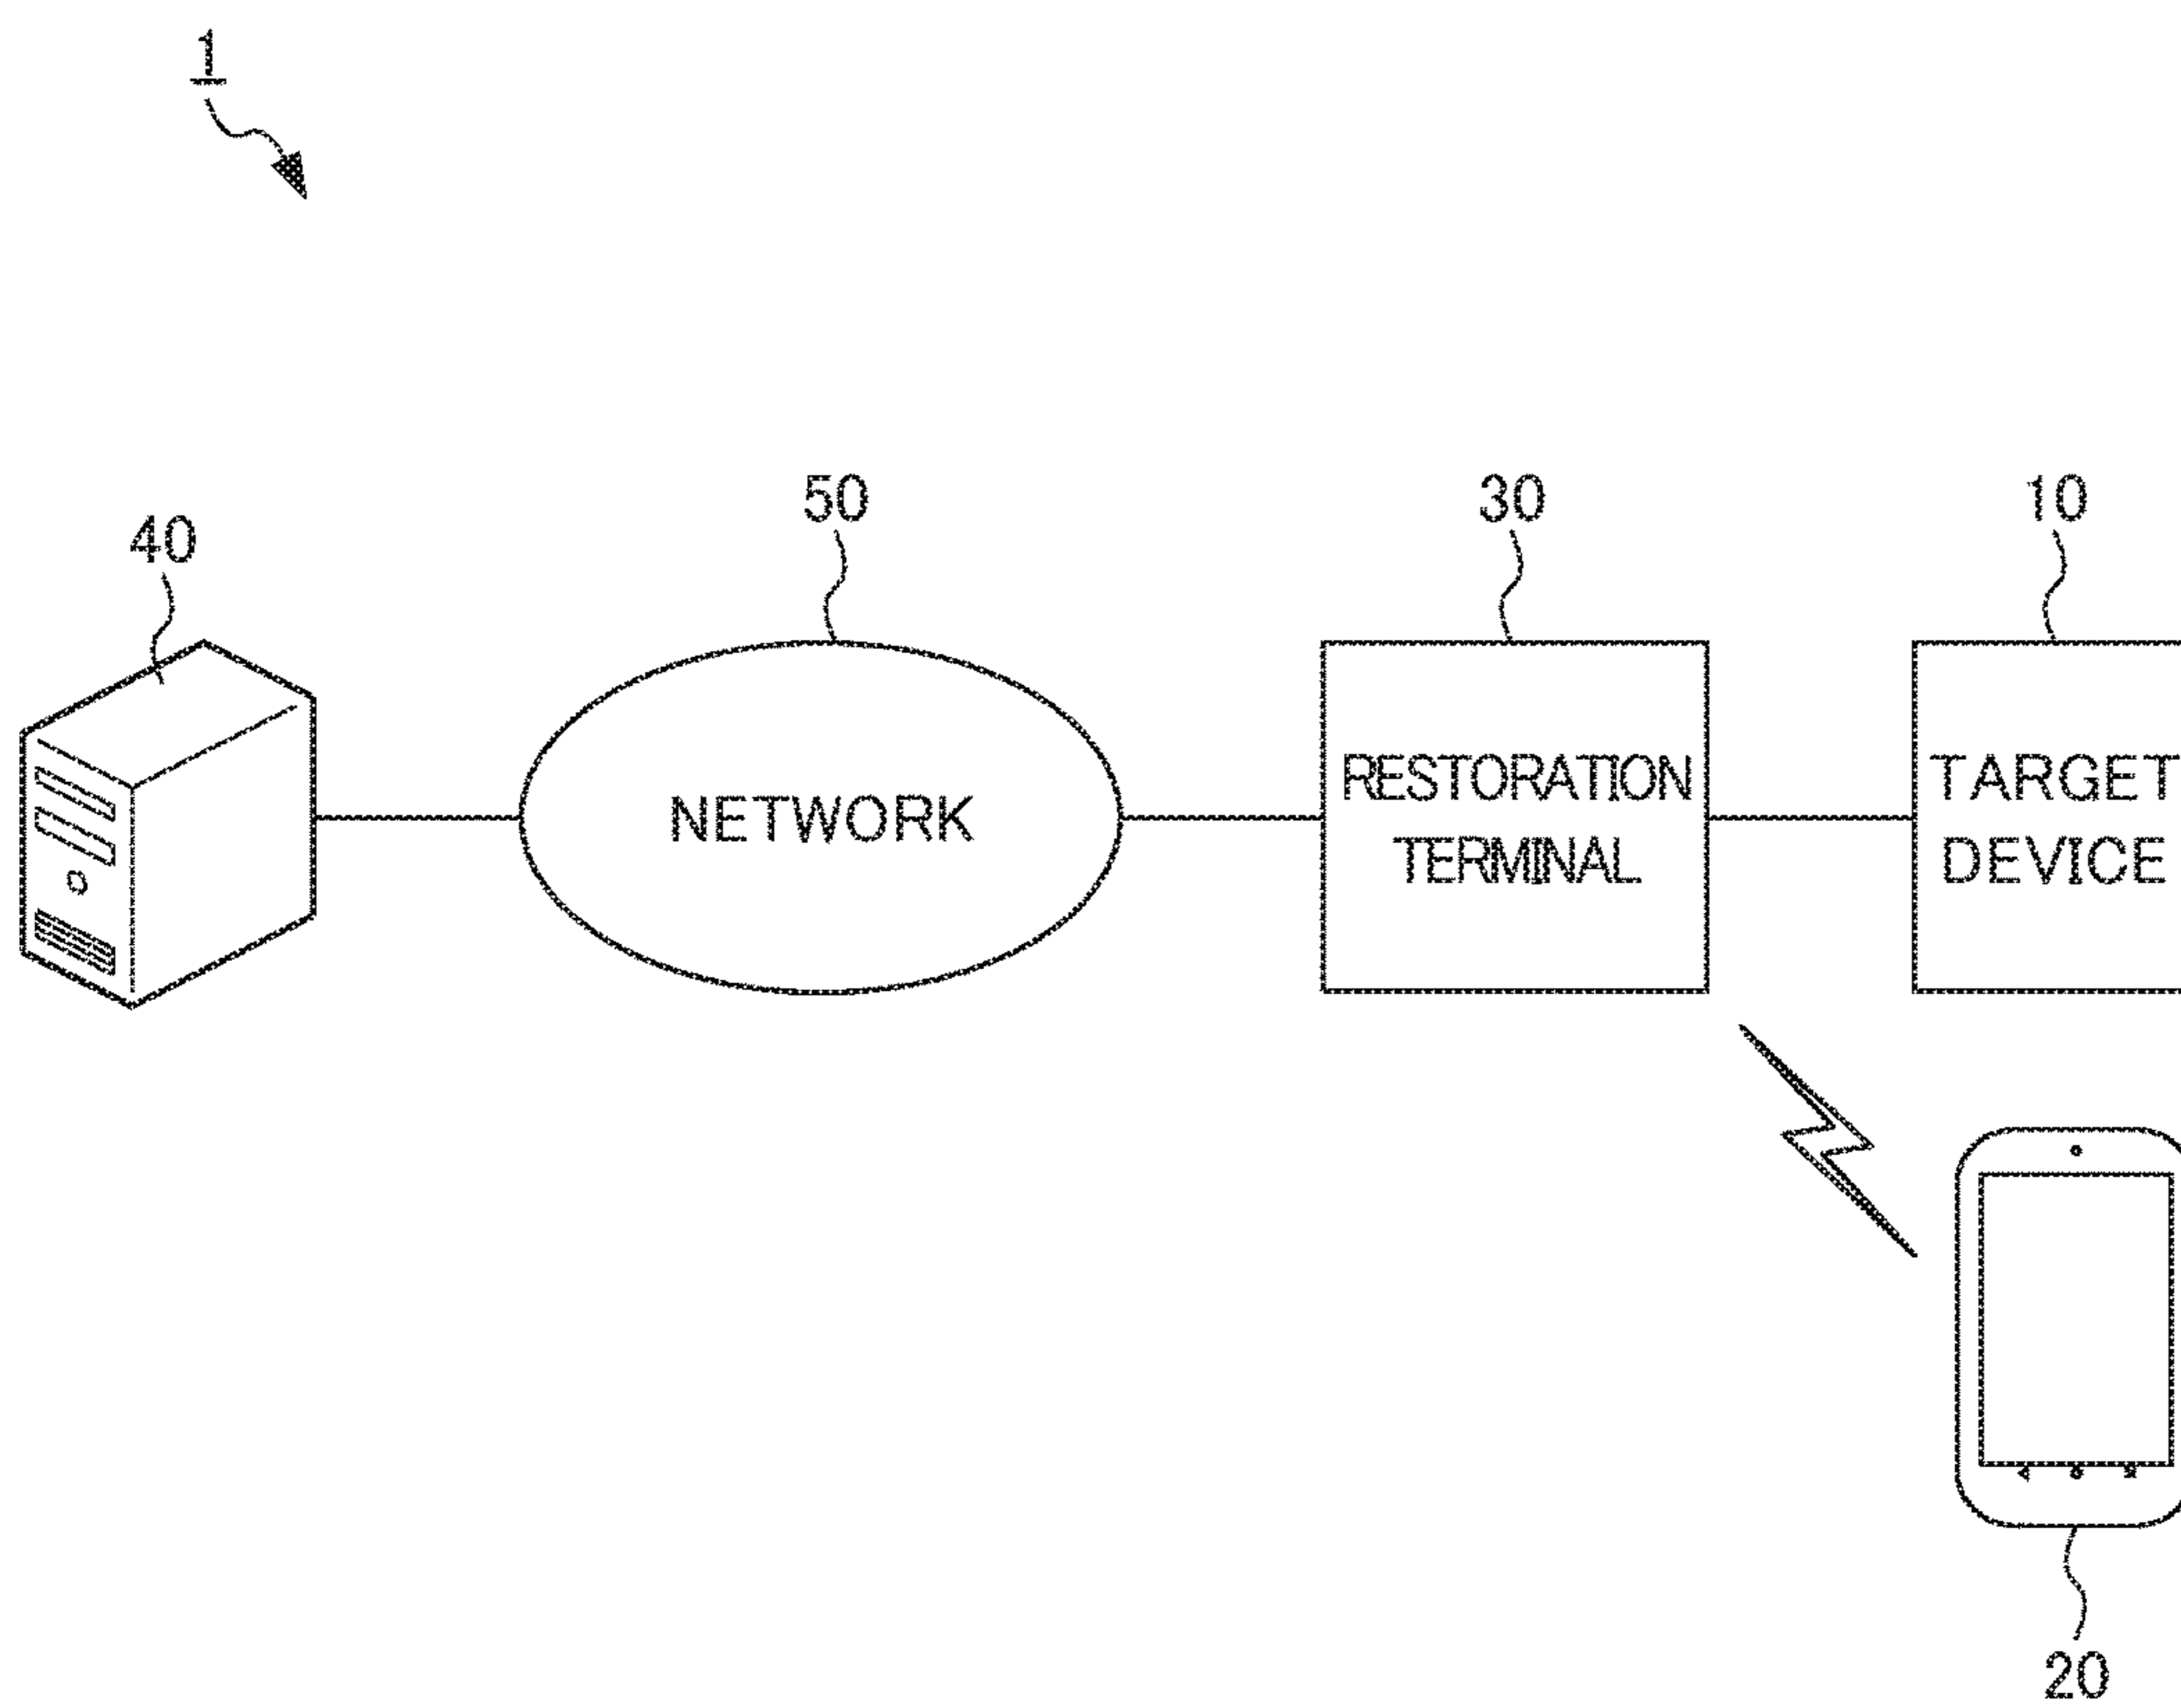 1
50
30
10
40
NETWORK
RESTORATION
TERMINAL
TARGET
DEVICE
20